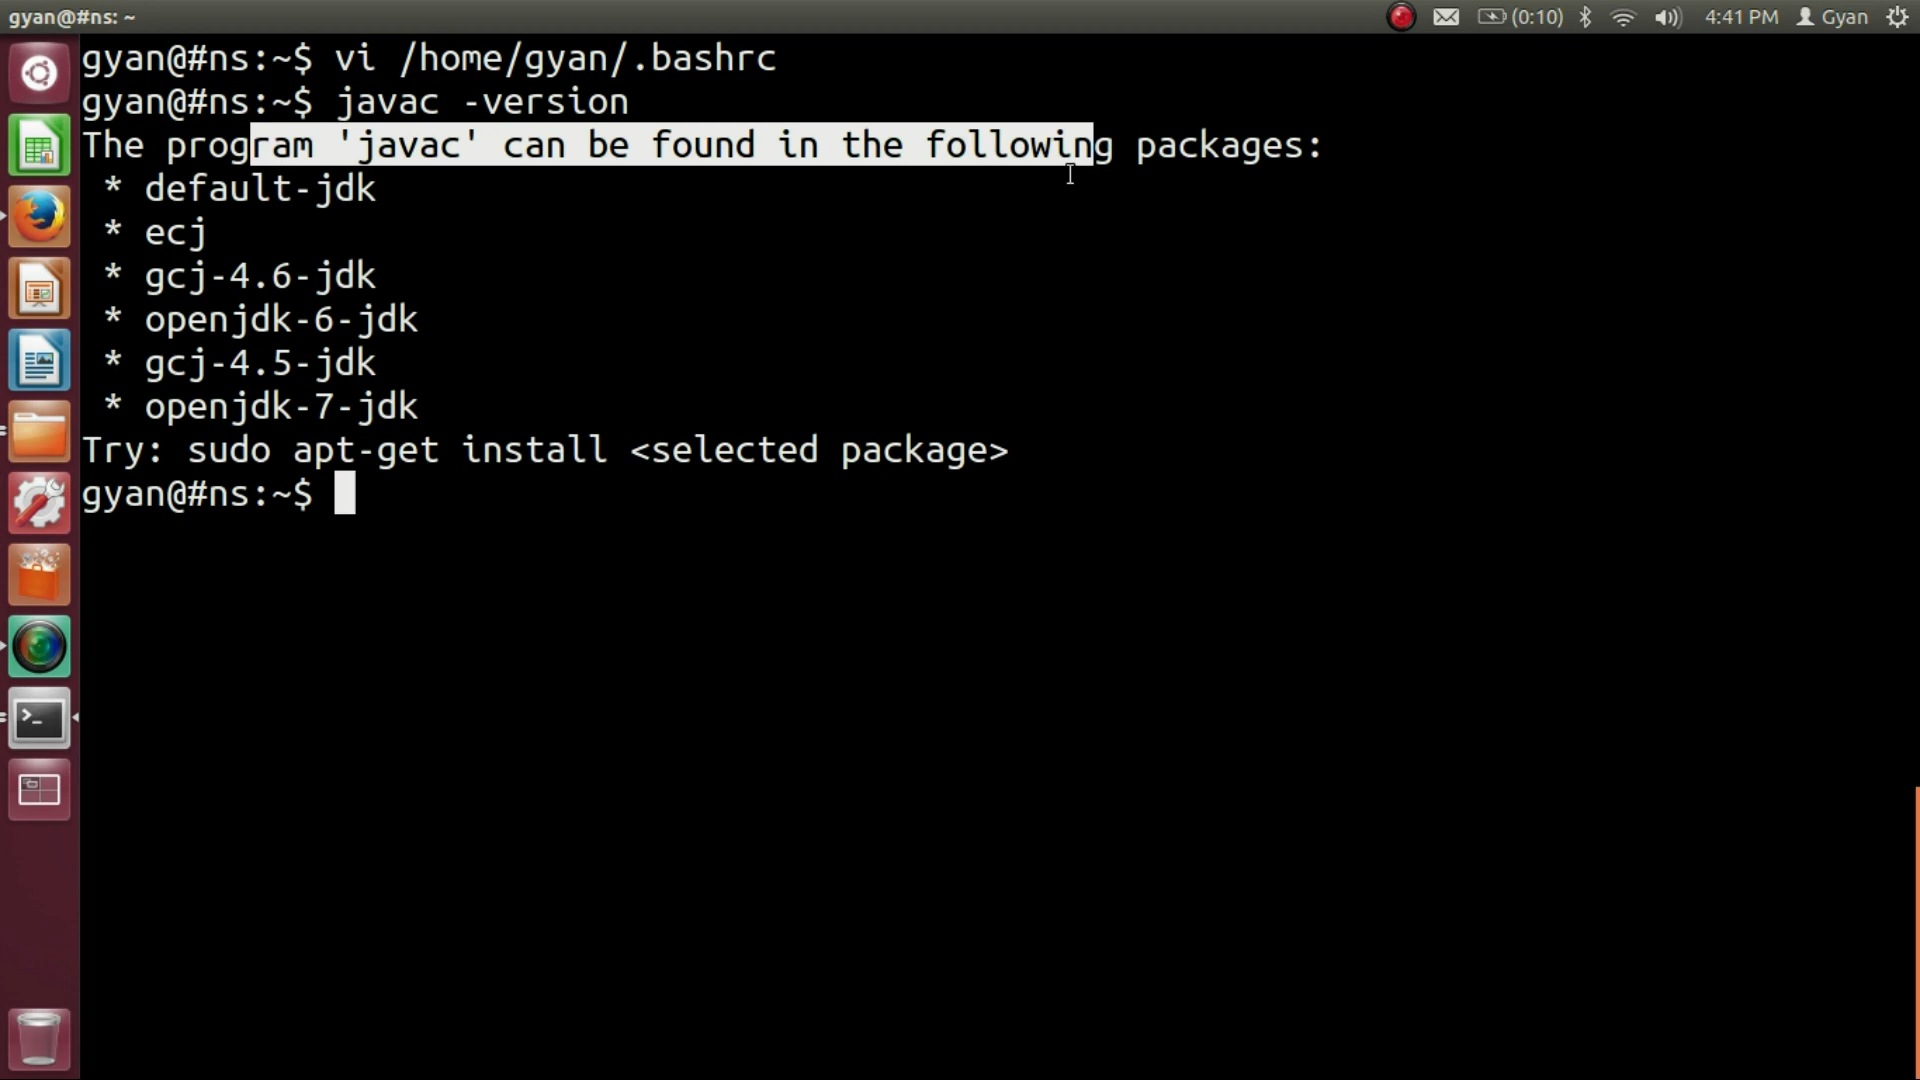 gyan@#ns: ~
(0:10)
4:41 PM
Gyan
gyan@#ns:~$ vi /home/gyan/.bashrc
gyan@#ns:~$ javac -version
The program 'javac' can be found in the following packages:
 * default-jdk
 * ecj
 * gcj-4.6-jdk
 * openjdk-6-jdk
 * gcj-4.5-jdk
 * openjdk-7-jdk
Try: sudo apt-get install <selected package>
gyan@#ns:~$